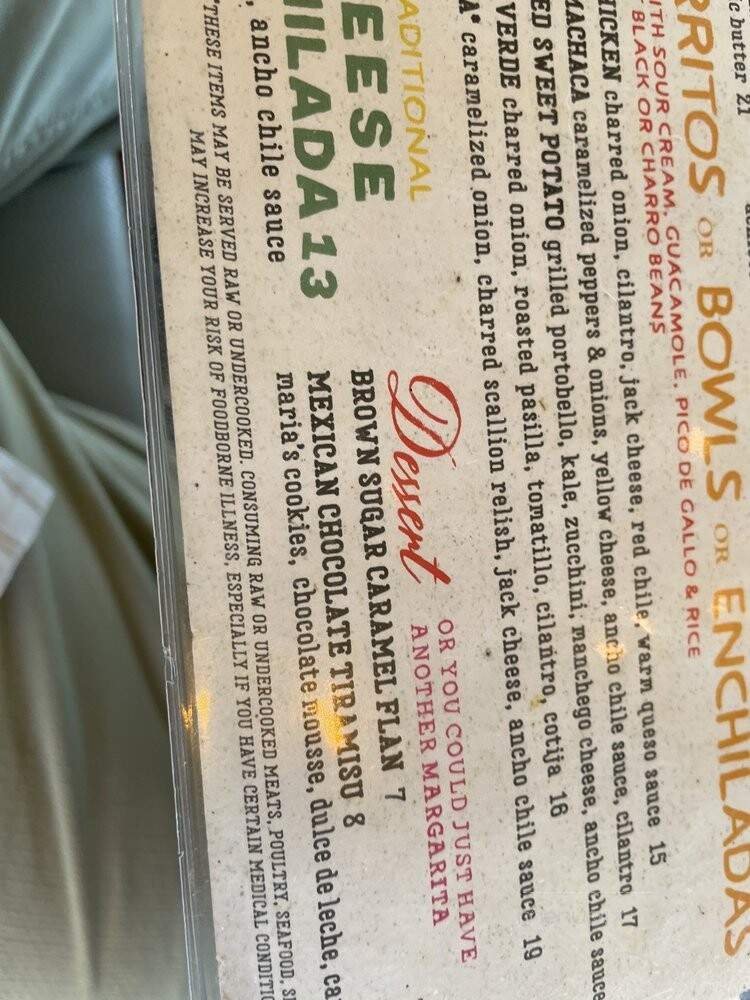 c butter 21
RRITOS OR BOWLS OR ENCHILADAS
ITH SOUR CREAM, GUACAMOLE, PICO DE GALLO & RICE
BLACK OR CHARRO BEANS
HICKEN charred onion, cilantro, jack cheese, red chile, warm queso sauce 15
MACHACA caramelized peppers & onions, yellow cheese, ancho chile sauce, cilantro 17
ED SWEET POTATO grilled portobello, kale, zucchini, manchego cheese, ancho chile sauce
VERDE charred onion, roasted pasilla, tomatillo, cilantro, cotija 16
A* caramelized onion, charred scallion relish, jack cheese, ancho chile sauce 19
ADITIONAL
EESE
ILADA 13
, ancho chile sauce
Dessert
OR YOU COULD JUST HAVE
ANOTHER MARGARITA
BROWN SUGAR CARAMEL FLAN 7
MEXICAN CHOCOLATE TIRAMISU 8
maria's cookies, chocolate mousse, dulce de leche, ca
*THESE ITEMS MAY BE SERVED RAW OR UNDERCOOKED. CONSUMING RAW OR UNDERCOOKED MEATS, POULTRY, SEAFOOD, S
MAY INCREASE YOUR RISK OF FOODBORNE ILLNESS, ESPECIALLY IF YOU HAVE CERTAIN MEDICAL CONDITIO